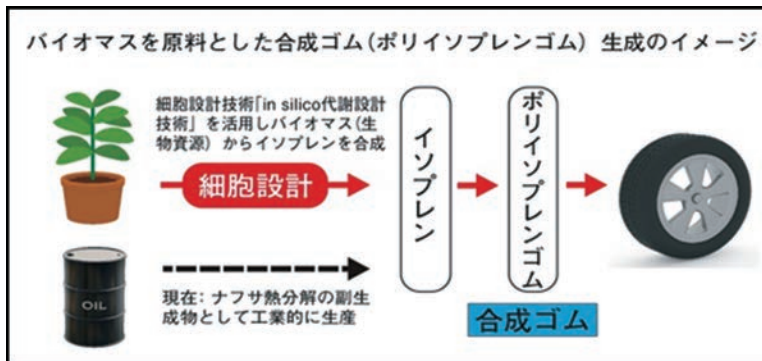 バイオマスを原料とした合成ゴム(ポリイソプレンゴム) 生成のイメージ
細胞設計技術「in silico代謝設計
技術」を活用しバイオマス(生
物資源) からイソプレンを合成
細胞設計
イソプレン
ポリイソプレンゴム
OIL
現在: ナフサ熱分解の副生
成物として工業的に生産
合成ゴム